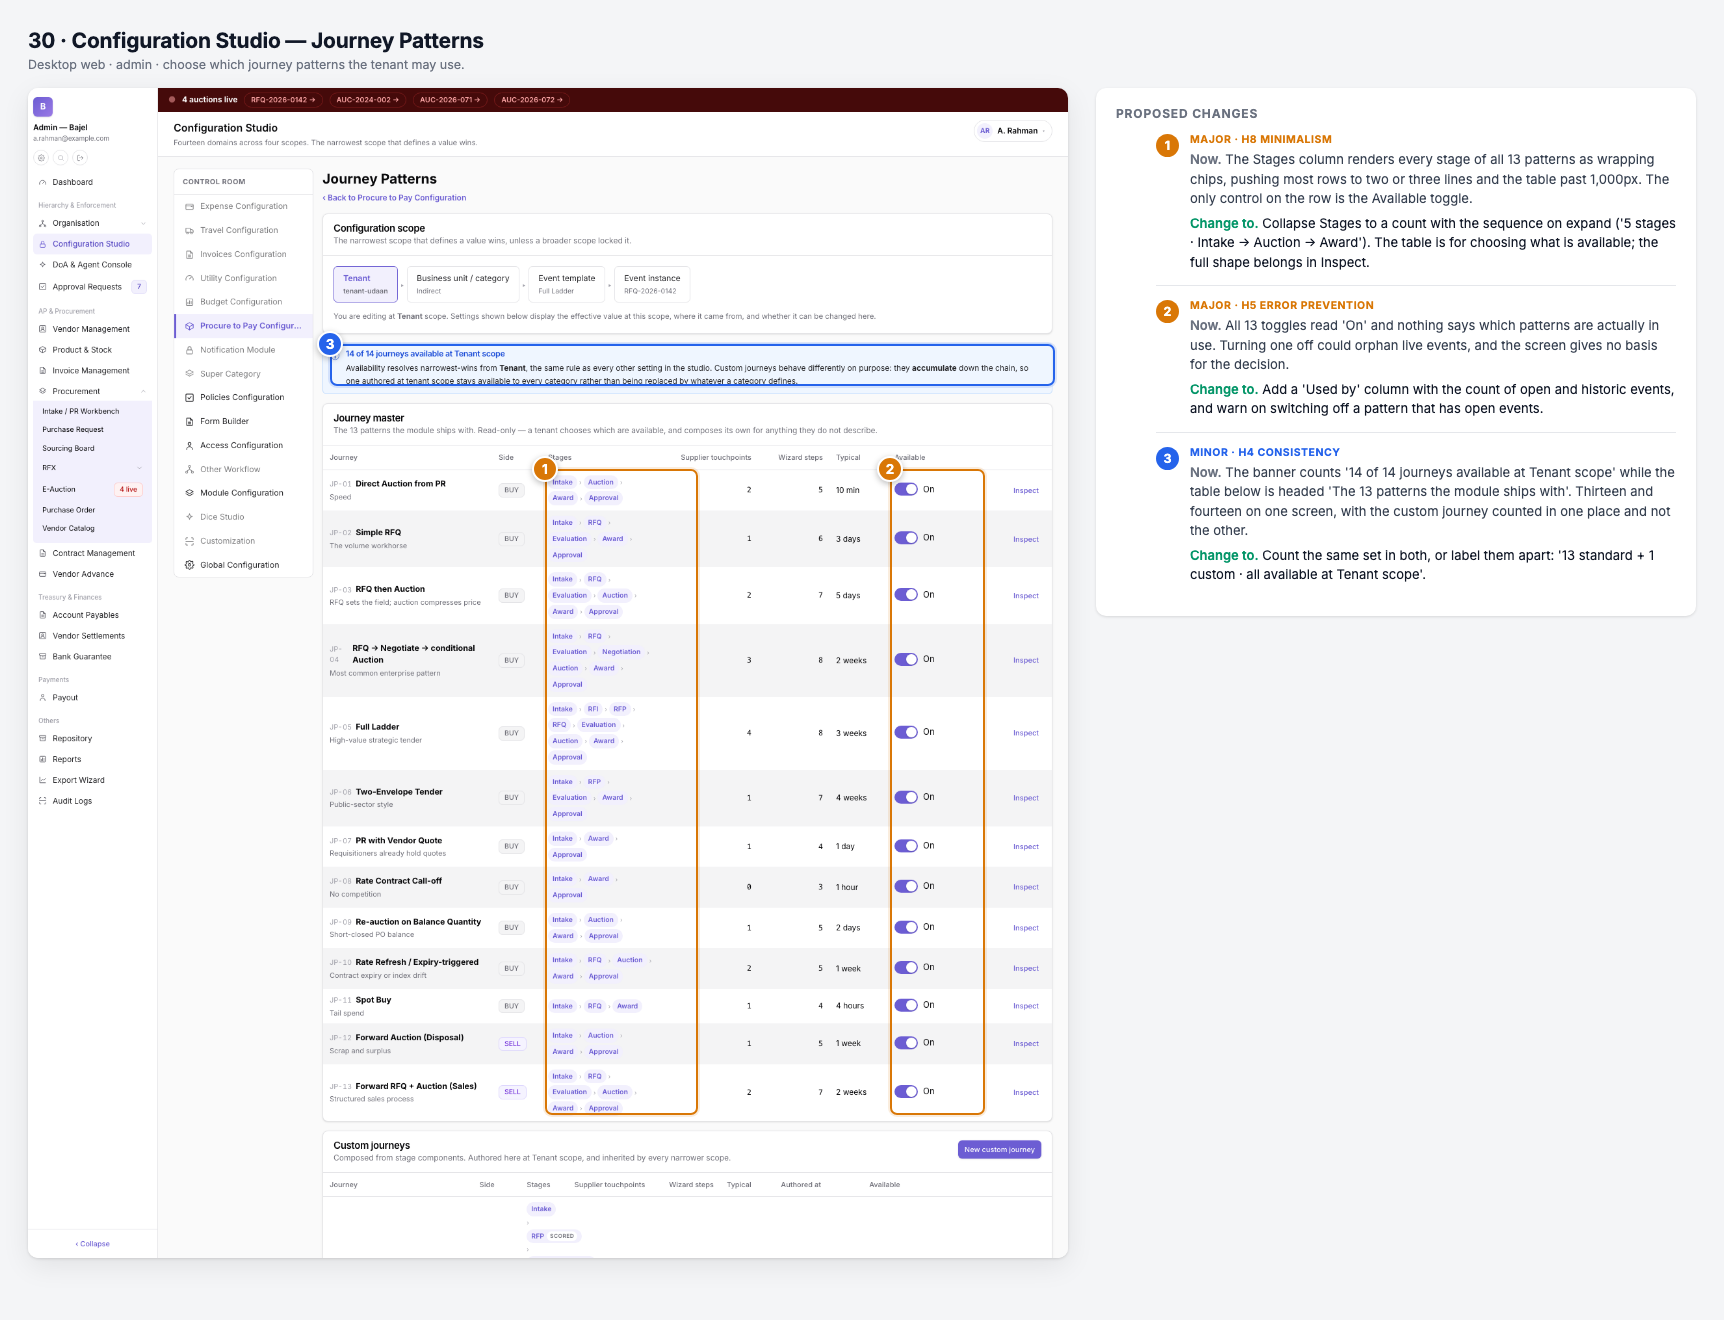 30 · Configuration Studio — Journey Patterns
Desktop web · admin · choose which journey patterns the tenant may use.
B
Admin — Bajel
a.rahman@example.com
Dashboard
Hierarchy & Enforcement
Organisation
Configuration Studio
DoA & Agent Console
Approval Requests 7
AP & Procurement
Vendor Management
Product & Stock
Invoice Management
Procurement
Intake / PR Workbench
Purchase Request
Sourcing Board
RFX
E-Auction 4 live
Purchase Order
Vendor Catalog
Contract Management
Vendor Advance
Treasury & Finances
Account Payables
Vendor Settlements
Bank Guarantee
Payments
Payout
Others
Repository
Reports
Export Wizard
Audit Logs
‹ Collapse
4 auctions live RFQ-2026-0142 → AUC-2024-002 → AUC-2026-071 → AUC-2026-072 →
Configuration Studio
Fourteen domains across four scopes. The narrowest scope that defines a value wins.
AR A. Rahman
CONTROL ROOM
Expense Configuration
Travel Configuration
Invoices Configuration
Utility Configuration
Budget Configuration
Procure to Pay Configur...
Notification Module
Super Category
Policies Configuration
Form Builder
Access Configuration
Other Workflow
Module Configuration
Dice Studio
Customization
Global Configuration
Journey Patterns
‹ Back to Procure to Pay Configuration
Configuration scope
The narrowest scope that defines a value wins, unless a broader scope locked it.
Tenant
tenant-udaan
Business unit / category
Indirect
Event template
Full Ladder
Event instance
RFQ-2026-0142
You are editing at Tenant scope. Settings shown below display the effective value at this scope, where it came from, and whether it can be changed here.
3
14 of 14 journeys available at Tenant scope
Availability resolves narrowest-wins from Tenant, the same rule as every other setting in the studio. Custom journeys behave differently on purpose: they accumulate down the chain, so
one authored at tenant scope stays available to every category rather than being replaced by whatever a category defines.
Journey master
The 13 patterns the module ships with. Read-only — a tenant chooses which are available, and composes its own for anything they do not describe.
Journey Side Stages Supplier touchpoints Wizard steps Typical Available
1
2
JP-01 Direct Auction from PR
Speed
BUY
Intake › Auction ›
Award › Approval
2 5 10 min On Inspect
JP-02 Simple RFQ
The volume workhorse
BUY
Intake › RFQ ›
Evaluation › Award ›
Approval
1 6 3 days On Inspect
JP-03 RFQ then Auction
RFQ sets the field; auction compresses price
BUY
Intake › RFQ ›
Evaluation › Auction ›
Award › Approval
2 7 5 days On Inspect
JP-04 RFQ → Negotiate → conditional
Auction
Most common enterprise pattern
BUY
Intake › RFQ ›
Evaluation › Negotiation ›
Auction › Award ›
Approval
3 8 2 weeks On Inspect
JP-05 Full Ladder
High-value strategic tender
BUY
Intake › RFI › RFP ›
RFQ › Evaluation ›
Auction › Award ›
Approval
4 8 3 weeks On Inspect
JP-06 Two-Envelope Tender
Public-sector style
BUY
Intake › RFP ›
Evaluation › Award ›
Approval
1 7 4 weeks On Inspect
JP-07 PR with Vendor Quote
Requisitioners already hold quotes
BUY
Intake › Award ›
Approval
1 4 1 day On Inspect
JP-08 Rate Contract Call-off
No competition
BUY
Intake › Award ›
Approval
0 3 1 hour On Inspect
JP-09 Re-auction on Balance Quantity
Short-closed PO balance
BUY
Intake › Auction ›
Award › Approval
1 5 2 days On Inspect
JP-10 Rate Refresh / Expiry-triggered
Contract expiry or index drift
BUY
Intake › RFQ › Auction ›
Award › Approval
2 5 1 week On Inspect
JP-11 Spot Buy
Tail spend
BUY
Intake › RFQ › Award
1 4 4 hours On Inspect
JP-12 Forward Auction (Disposal)
Scrap and surplus
SELL
Intake › Auction ›
Award › Approval
1 5 1 week On Inspect
JP-13 Forward RFQ + Auction (Sales)
Structured sales process
SELL
Intake › RFQ ›
Evaluation › Auction ›
Award › Approval
2 7 2 weeks On Inspect
Custom journeys
Composed from stage components. Authored here at Tenant scope, and inherited by every narrower scope.
New custom journey
Journey Side Stages Supplier touchpoints Wizard steps Typical Authored at Available
Intake
›
RFP SCORED
›
PROPOSED CHANGES
1 MAJOR · H8 MINIMALISM
Now. The Stages column renders every stage of all 13 patterns as wrapping
chips, pushing most rows to two or three lines and the table past 1,000px. The
only control on the row is the Available toggle.
Change to. Collapse Stages to a count with the sequence on expand ('5 stages
· Intake → Auction → Award'). The table is for choosing what is available; the
full shape belongs in Inspect.
2 MAJOR · H5 ERROR PREVENTION
Now. All 13 toggles read 'On' and nothing says which patterns are actually in
use. Turning one off could orphan live events, and the screen gives no basis
for the decision.
Change to. Add a 'Used by' column with the count of open and historic events,
and warn on switching off a pattern that has open events.
3 MINOR · H4 CONSISTENCY
Now. The banner counts '14 of 14 journeys available at Tenant scope' while the
table below is headed 'The 13 patterns the module ships with'. Thirteen and
fourteen on one screen, with the custom journey counted in one place and not
the other.
Change to. Count the same set in both, or label them apart: '13 standard + 1
custom · all available at Tenant scope'.